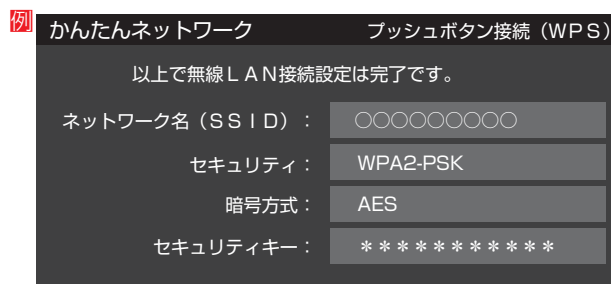 例
かんたんネットワーク プッシュボタン接続（WPS）
以上で無線LAN接続設定は完了です。
ネットワーク名（SSID）： ○○○○○○○○○
セキュリティ： WPA2-PSK
暗号方式： AES
セキュリティキー： ＊＊＊＊＊＊＊＊＊＊＊